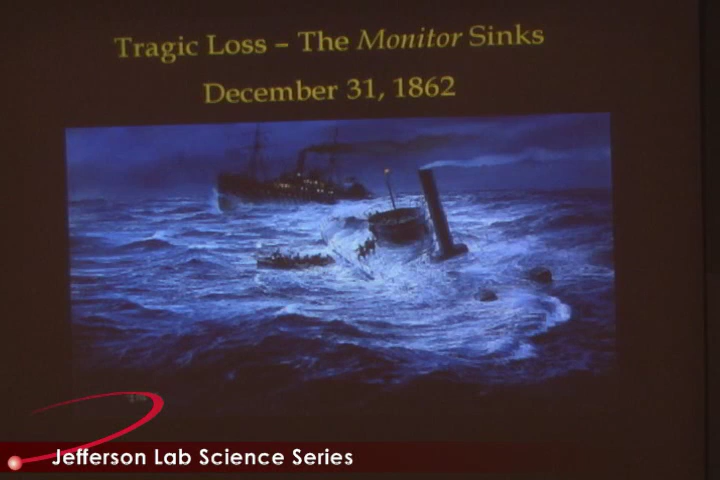 Tragic Loss – The Monitor Sinks
December 31, 1862
Jefferson Lab Science Series